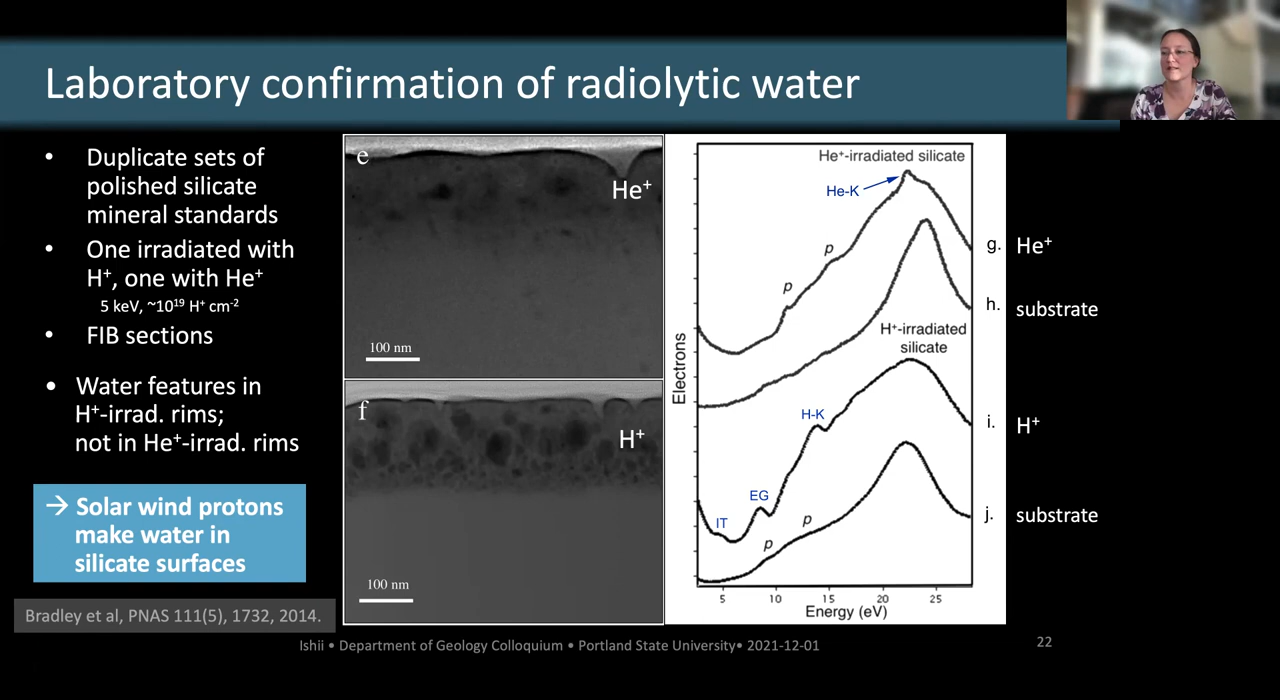 Laboratory confirmation of radiolytic water
• Duplicate sets of
polished silicate
mineral standards
• One irradiated with
H⁺, one with He⁺
5 keV, ~10¹⁹ H⁺ cm⁻²
• FIB sections
• Water features in
H⁺-irrad. rims;
not in He⁺-irrad. rims
→ Solar wind protons
make water in
silicate surfaces
Bradley et al, PNAS 111(5), 1732, 2014.
e
He⁺
100 nm
f
H⁺
100 nm
He⁺-irradiated silicate
He-K
p
p
g. He⁺
h. substrate
H⁺-irradiated
silicate
H-K
i. H⁺
EG
IT
p
p
j. substrate
Electrons
5 10 15 20 25
Energy (eV)
Ishii • Department of Geology Colloquium • Portland State University• 2021-12-01
22